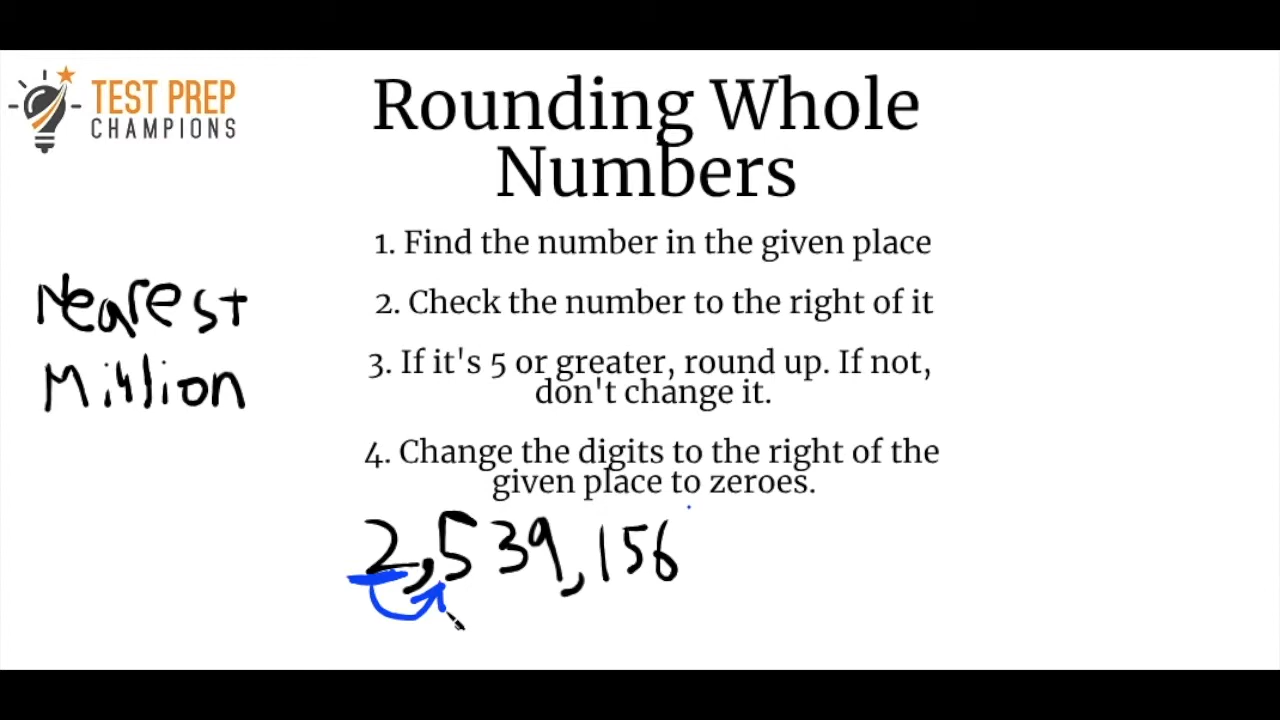 TEST PREP
CHAMPIONS
Rounding Whole
Numbers
1. Find the number in the given place
2. Check the number to the right of it
3. If it's 5 or greater, round up. If not,
don't change it.
4. Change the digits to the right of the
given place to zeroes.
Nearest
Million
2,539,156